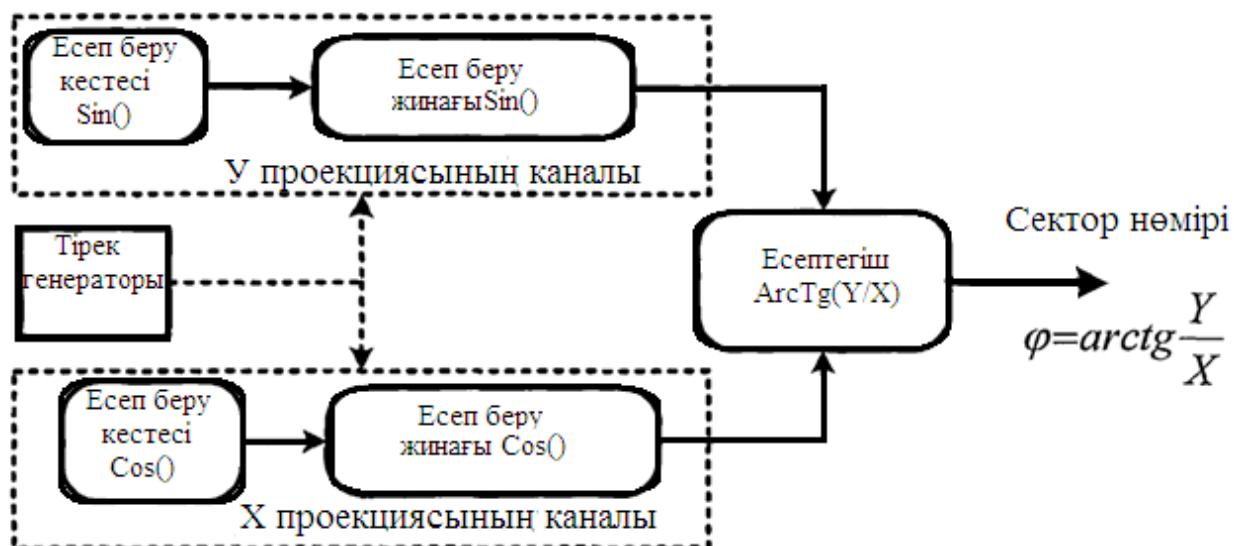 Есеп беру
кестесі
Sin()
Есеп беру
жинағыSin()
У проекциясының каналы
Тірек
генераторы
Есептегіш
ArcTg(Y/X)
Сектор нөмірі
φ=arctg Y/X
Есеп беру
кестесі
Cos()
Есеп беру
жинағы Cos()
Х проекциясының каналы